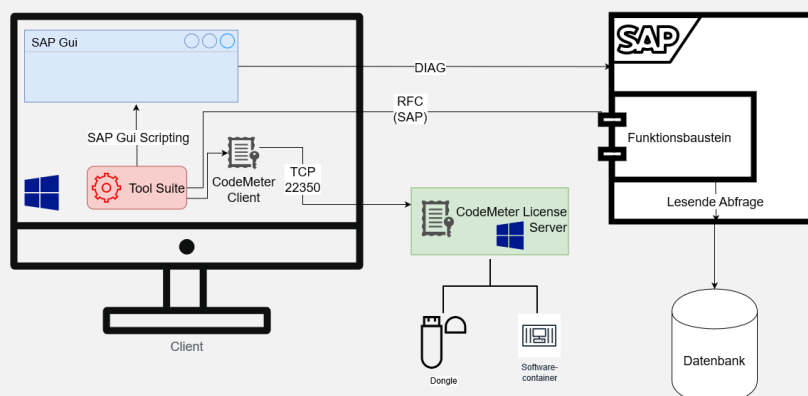 SAP Gui
SAP
DIAG
RFC
(SAP)
SAP Gui Scripting
Funktionsbaustein
Tool Suite
CodeMeter
Client
TCP
22350
Lesende Abfrage
CodeMeter License
Server
Client
Datenbank
Dongle
Software-
container